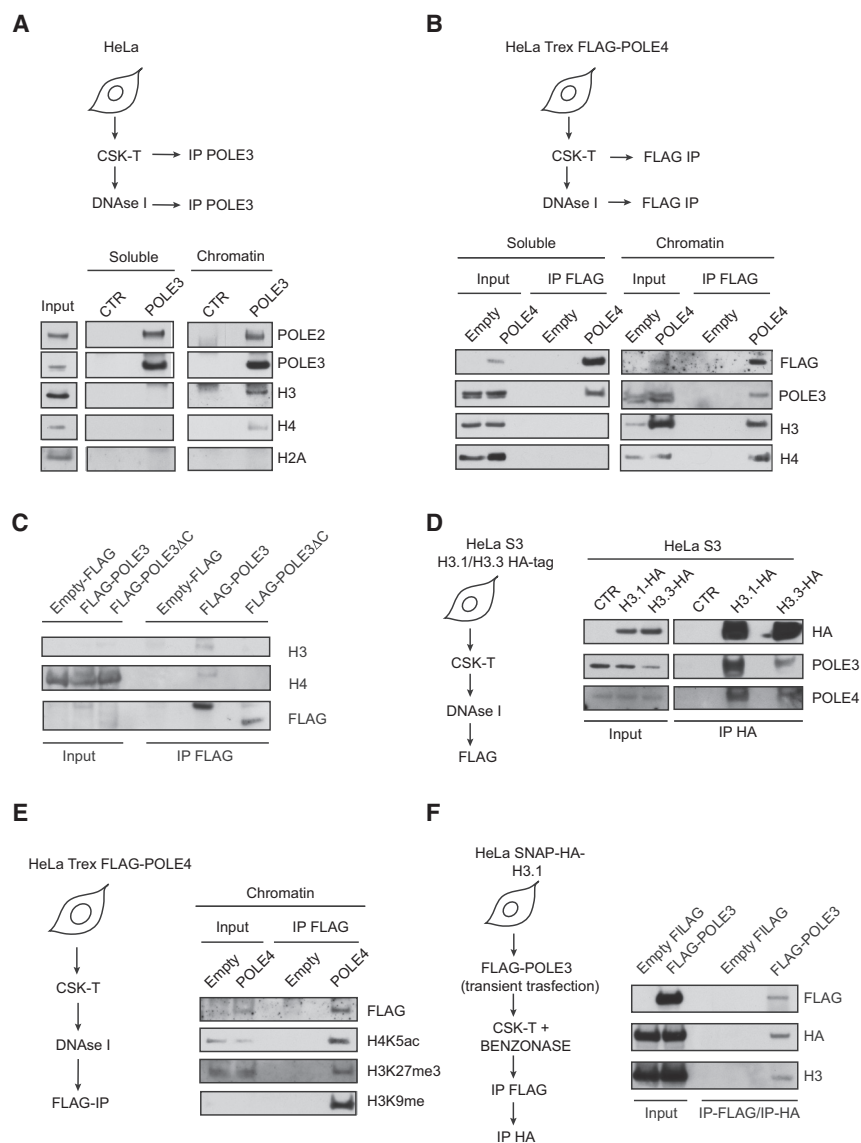 A
HeLa
CSK-T
IP POLE3
DNAse I
IP POLE3
Soluble
Chromatin
Input
CTR
POLE3
CTR
POLE3
POLE2
POLE3
H3
H4
H2A
B
HeLa Trex FLAG-POLE4
CSK-T
FLAG IP
DNAse I
FLAG IP
Soluble
Chromatin
Input
IP FLAG
Input
IP FLAG
Empty
POLE4
Empty
POLE4
Empty
POLE4
Empty
POLE4
FLAG
POLE3
H3
H4
C
Empty-FLAG
FLAG-POLE3
FLAG-POLE3ΔC
Empty-FLAG
FLAG-POLE3
FLAG-POLE3ΔC
H3
H4
FLAG
Input
IP FLAG
D
HeLa S3
H3.1/H3.3 HA-tag
CSK-T
DNAse I
FLAG
HeLa S3
CTR
H3.1-HA
H3.3-HA
CTR
H3.1-HA
H3.3-HA
HA
POLE3
POLE4
Input
IP HA
E
HeLa Trex FLAG-POLE4
CSK-T
DNAse I
FLAG-IP
Chromatin
Input
IP FLAG
Empty
POLE4
Empty
POLE4
FLAG
H4K5ac
H3K27me3
H3K9me
F
HeLa SNAP-HA-
H3.1
FLAG-POLE3
(transient trasfection)
CSK-T +
BENZONASE
IP FLAG
IP HA
Empty FlLAG
FLAG-POLE3
Empty FlLAG
FLAG-POLE3
FLAG
HA
H3
Input
IP-FLAG/IP-HA